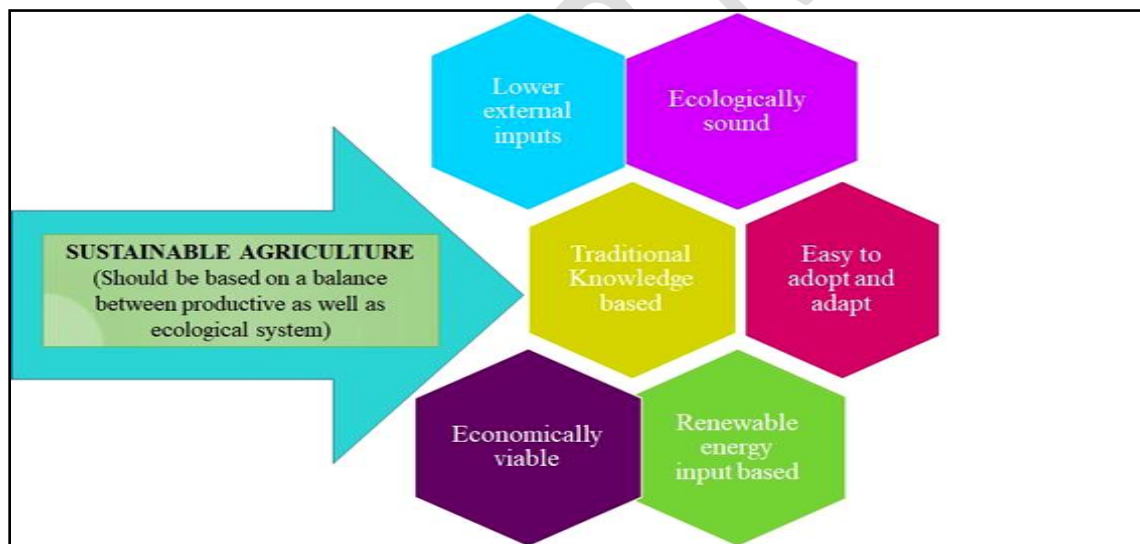 SUSTAINABLE AGRICULTURE
(Should be based on a balance
between productive as well as
ecological system)
Lower
external
inputs
Ecologically
sound
Traditional
Knowledge
based
Easy to
adopt and
adapt
Economically
viable
Renewable
energy
input based